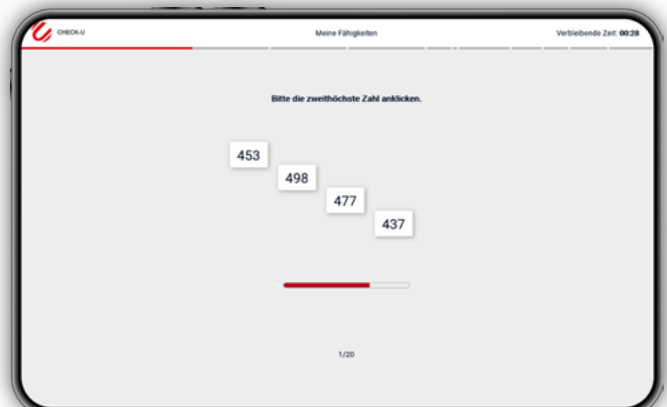 CHECK-U
Meine Fähigkeiten
Verbleibende Zeit: 00:28
Bitte die zweithöchste Zahl anklicken.
453
498
477
437
1/20